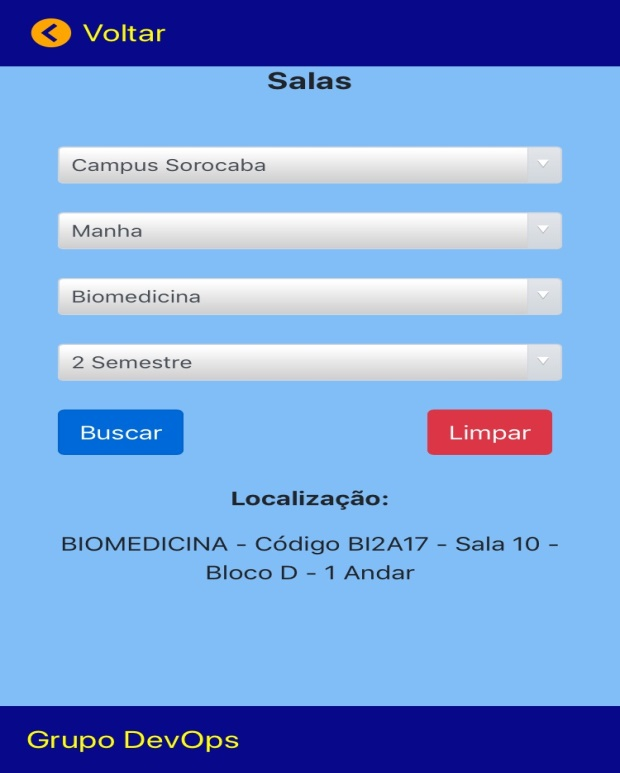 Voltar
Salas
Campus Sorocaba
Manha
Biomedicina
2 Semestre
Buscar
Limpar
Localização:
BIOMEDICINA - Código BI2A17 - Sala 10 -
Bloco D - 1 Andar
Grupo DevOps